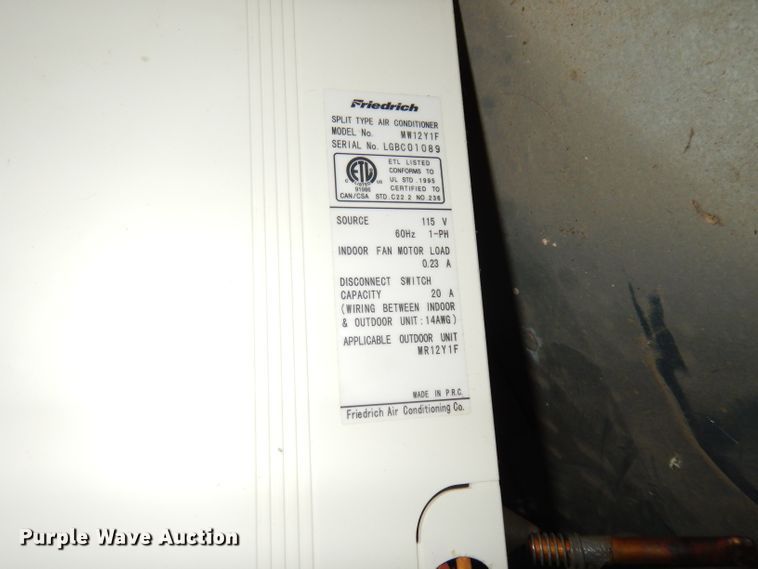 Friedrich
SPLIT TYPE AIR CONDITIONER
MODEL No. MW12Y1F
SERIAL No. LGBC01089
ETL LISTED
CONFORMS TO
UL STD .1995
CERTIFIED TO
CAN/CSA STD.C22 2 NO.236
ETL
C US
LISTED
SOURCE 115 V
60Hz 1-PH
INDOOR FAN MOTOR LOAD
0.23 A
DISCONNECT SWITCH
CAPACITY 20 A
(WIRING BETWEEN INDOOR
& OUTDOOR UNIT:14AWG)
APPLICABLE OUTDOOR UNIT
MR12Y1F
MADE IN P.R.C.
Friedrich Air Conditioning Co.
Purple Wave Auction